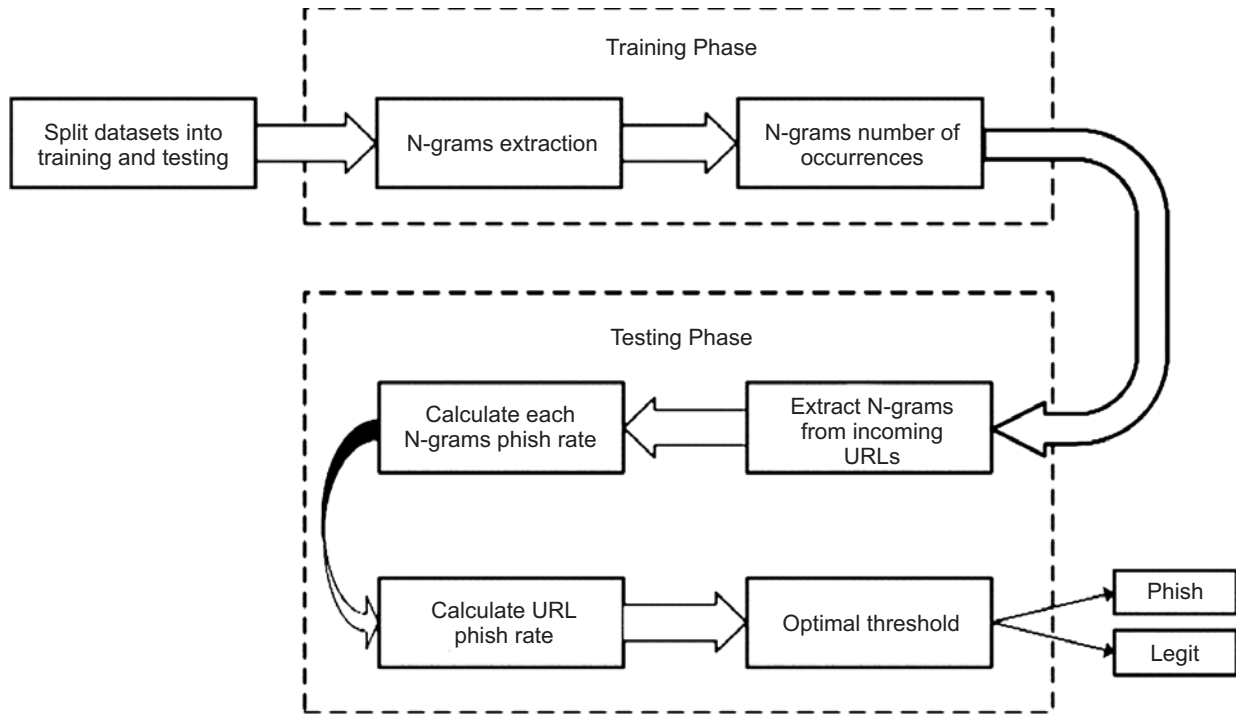 Training Phase
Split datasets into
training and testing
N-grams extraction
N-grams number of
occurrences
Testing Phase
Extract N-grams
from incoming
URLs
Calculate each
N-grams phish rate
Calculate URL
phish rate
Optimal threshold
Phish
Legit